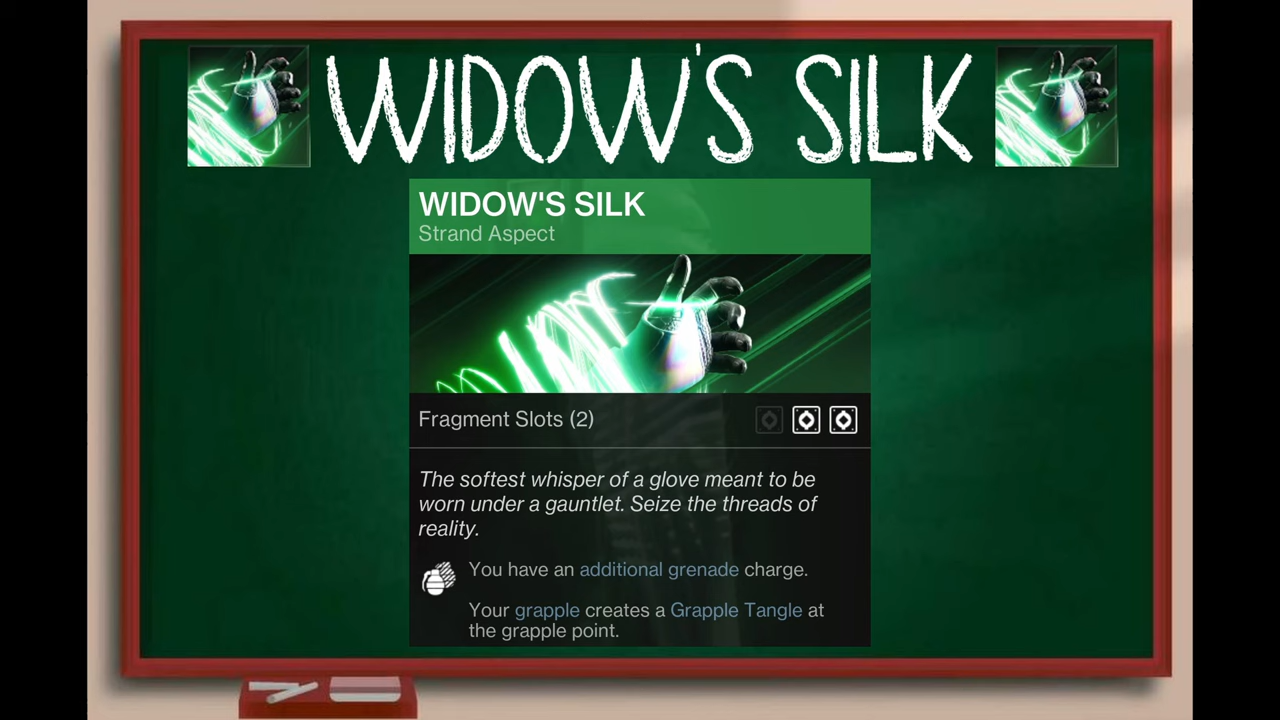 WIDOW'S SILK
WIDOW'S SILK
Strand Aspect
Fragment Slots (2)
The softest whisper of a glove meant to be
worn under a gauntlet. Seize the threads of
reality.
You have an additional grenade charge.
Your grapple creates a Grapple Tangle at
the grapple point.